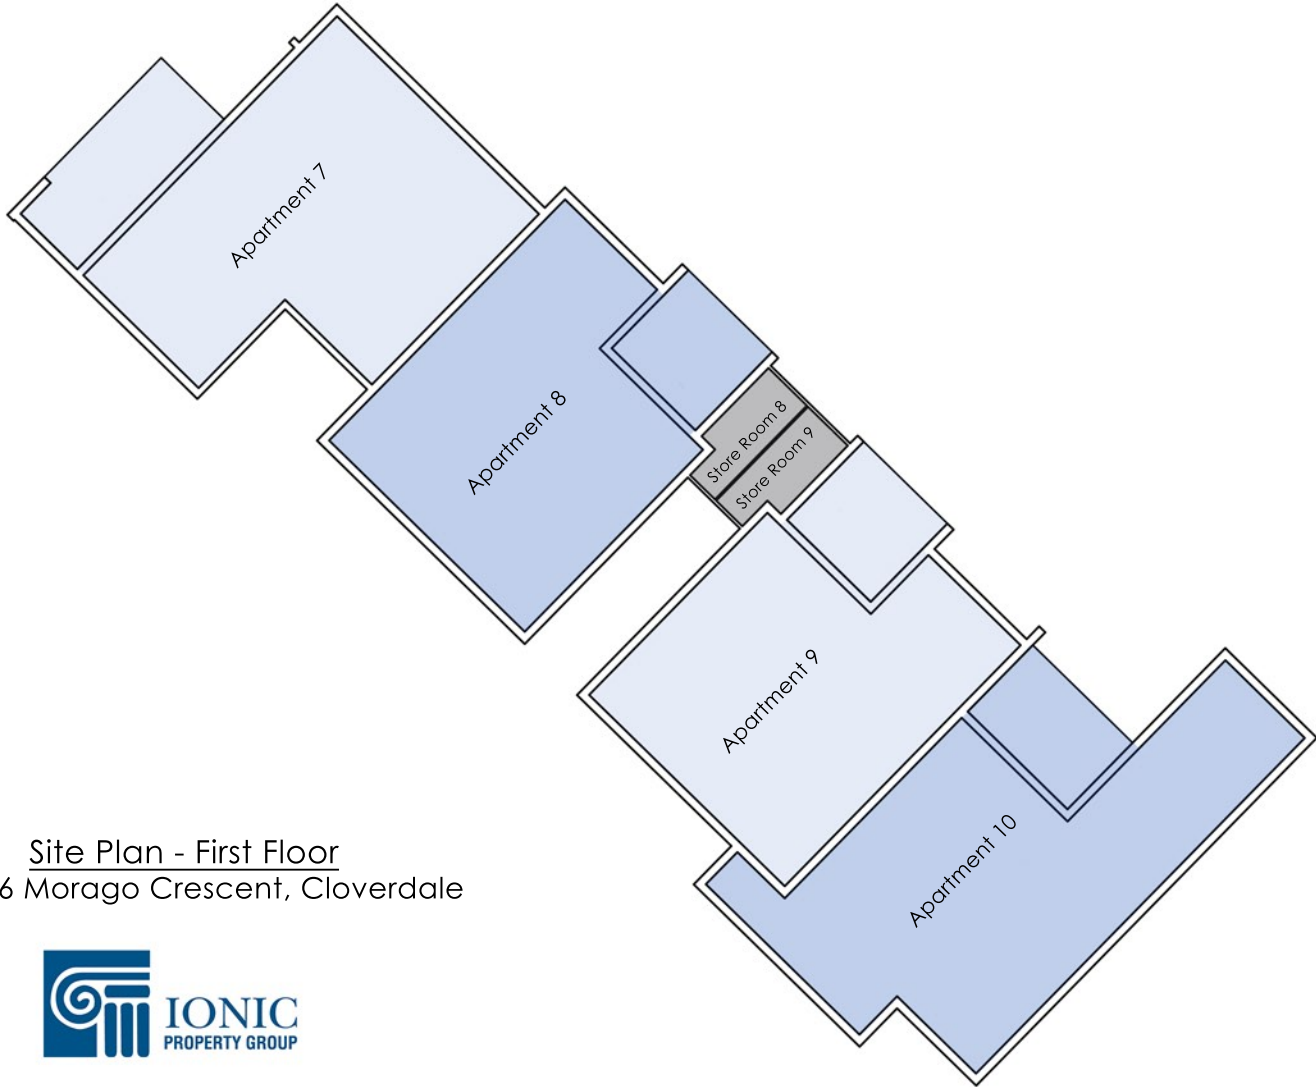 Apartment 7
Apartment 8
Store Room 8
Store Room 9
Apartment 9
Apartment 10
Site Plan - First Floor
6 Morago Crescent, Cloverdale
IONIC
PROPERTY GROUP